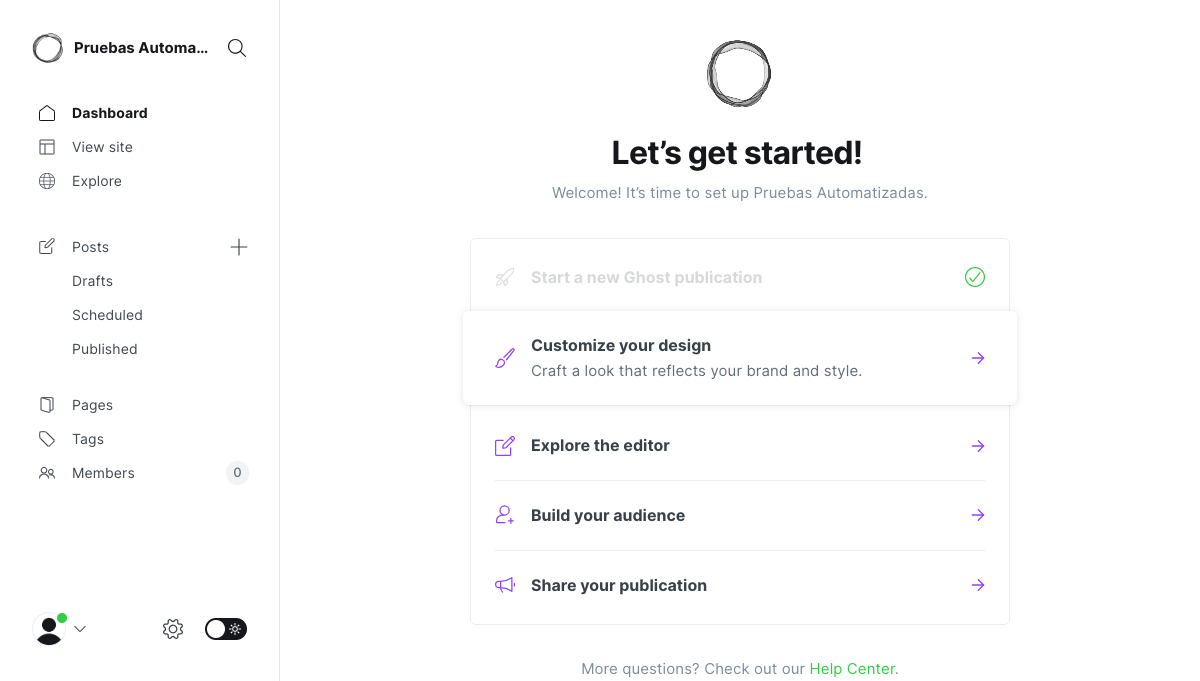 Pruebas Automa...
Dashboard
View site
Explore
Posts
Drafts
Scheduled
Published
Pages
Tags
Members
0
Let’s get started!
Welcome! It’s time to set up Pruebas Automatizadas.
Start a new Ghost publication
Customize your design
Craft a look that reflects your brand and style.
Explore the editor
Build your audience
Share your publication
More questions? Check out our Help Center.